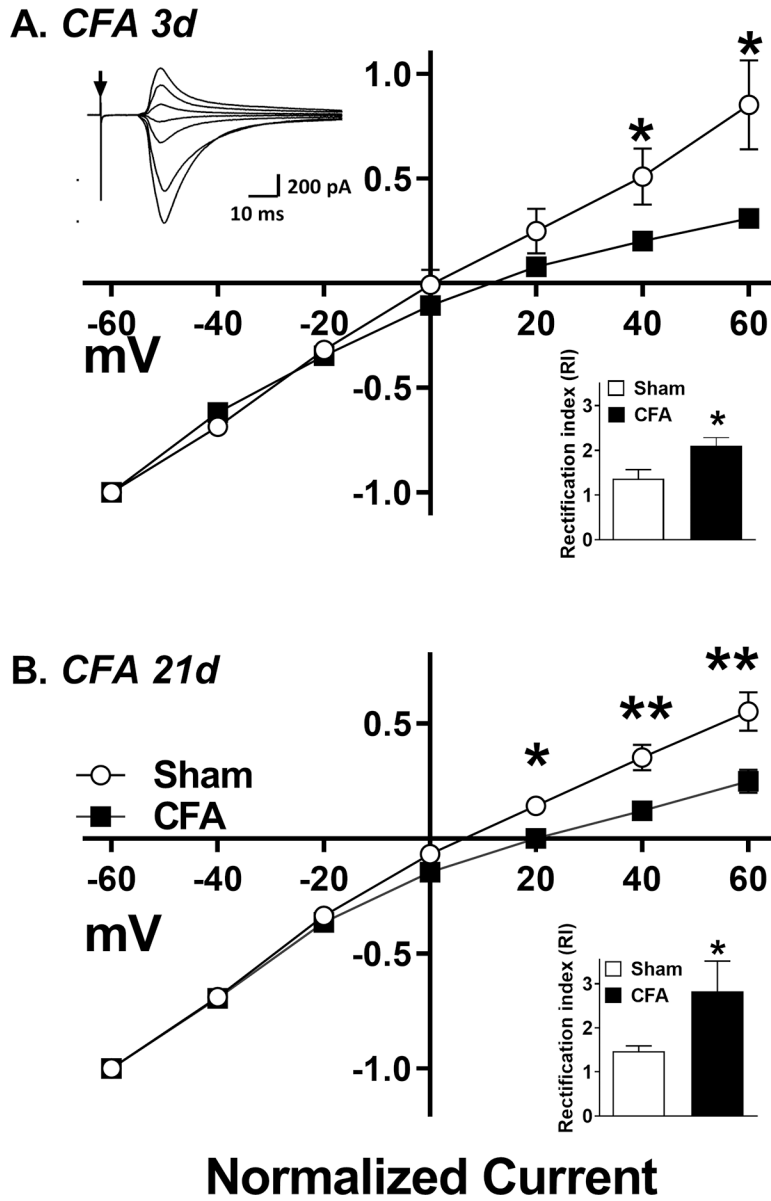 A. CFA 3d
*
1.0
*
200 pA
10 ms
0.5
-60 -40 -20 20 40 60
mV
-0.5
Rectification index (RI)
Sham
CFA
*
3
2
1
0
-1.0
B. CFA 21d
**
**
0.5
*
Sham
CFA
-60 -40 -20 20 40 60
mV
-0.5
Rectification index (RI)
Sham
CFA
*
3
2
1
0
-1.0
Normalized Current